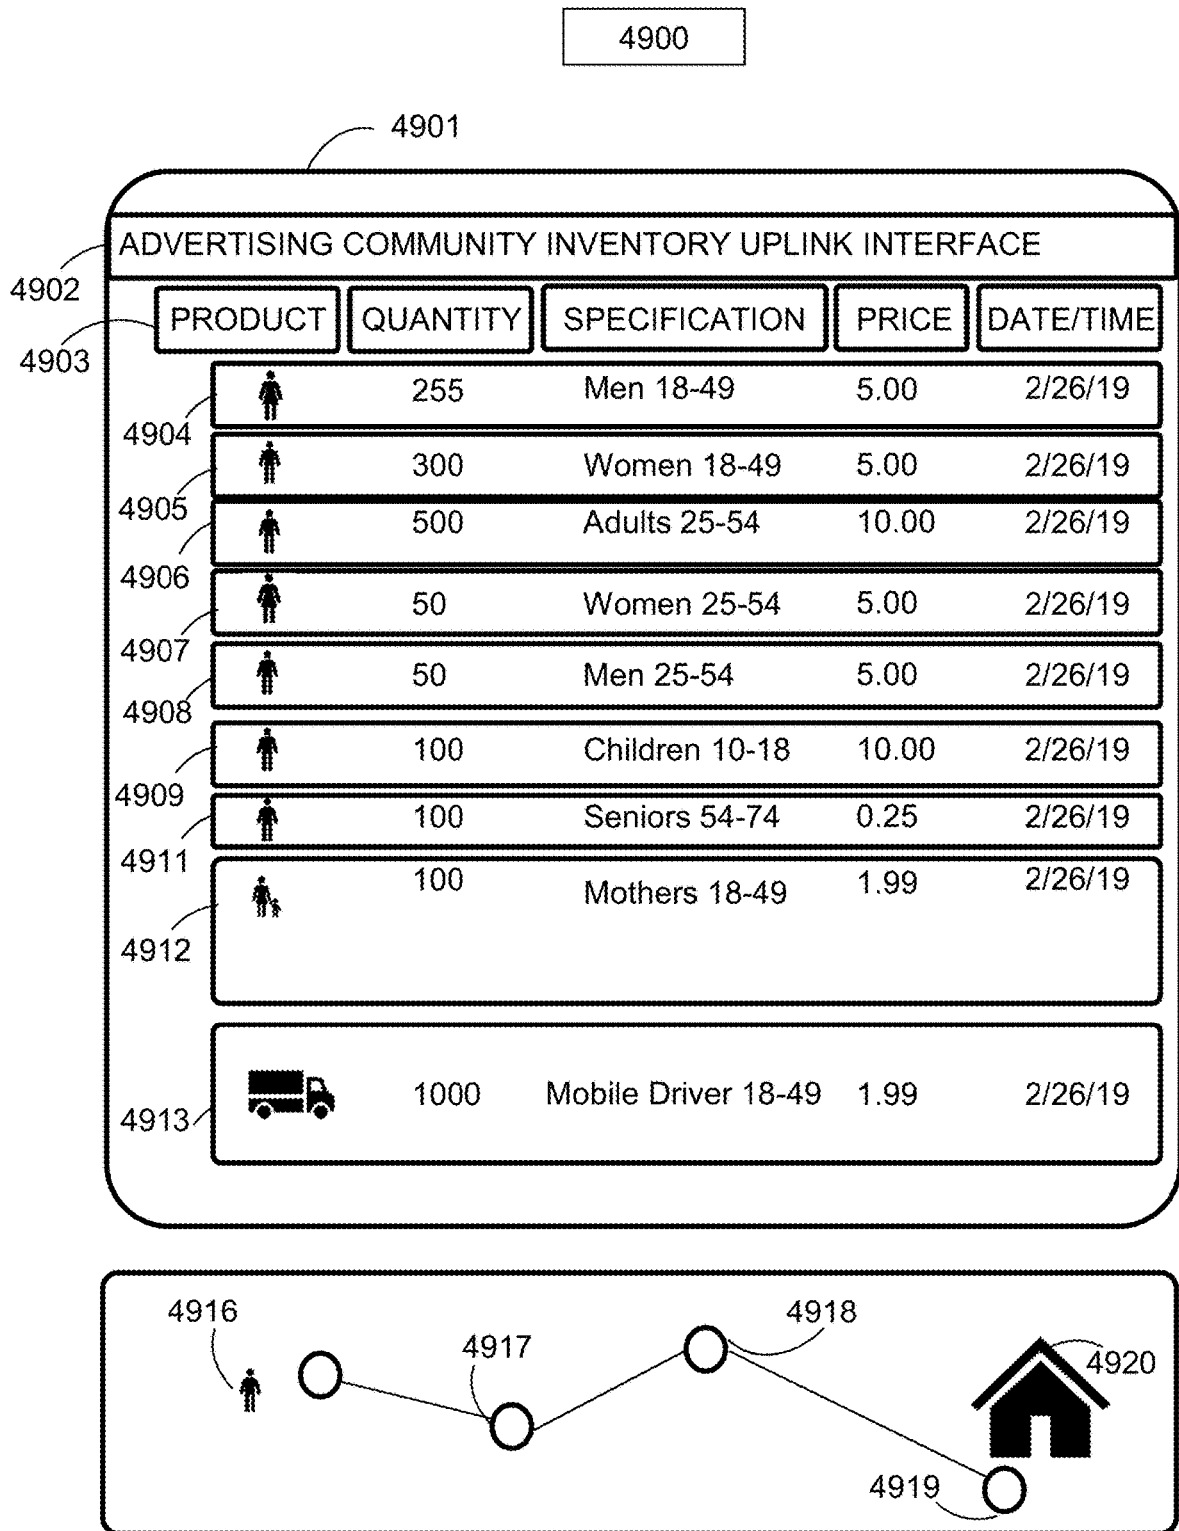 4900
4901
ADVERTISING COMMUNITY INVENTORY UPLINK INTERFACE
4902
PRODUCT QUANTITY SPECIFICATION PRICE DATE/TIME
4903
255 Men 18-49 5.00 2/26/19
4904
300 Women 18-49 5.00 2/26/19
4905
500 Adults 25-54 10.00 2/26/19
4906
50 Women 25-54 5.00 2/26/19
4907
50 Men 25-54 5.00 2/26/19
4908
100 Children 10-18 10.00 2/26/19
4909
100 Seniors 54-74 0.25 2/26/19
4911
100 Mothers 18-49 1.99 2/26/19
4912
1000 Mobile Driver 18-49 1.99 2/26/19
4913
4916 4918
4917 4920
4919